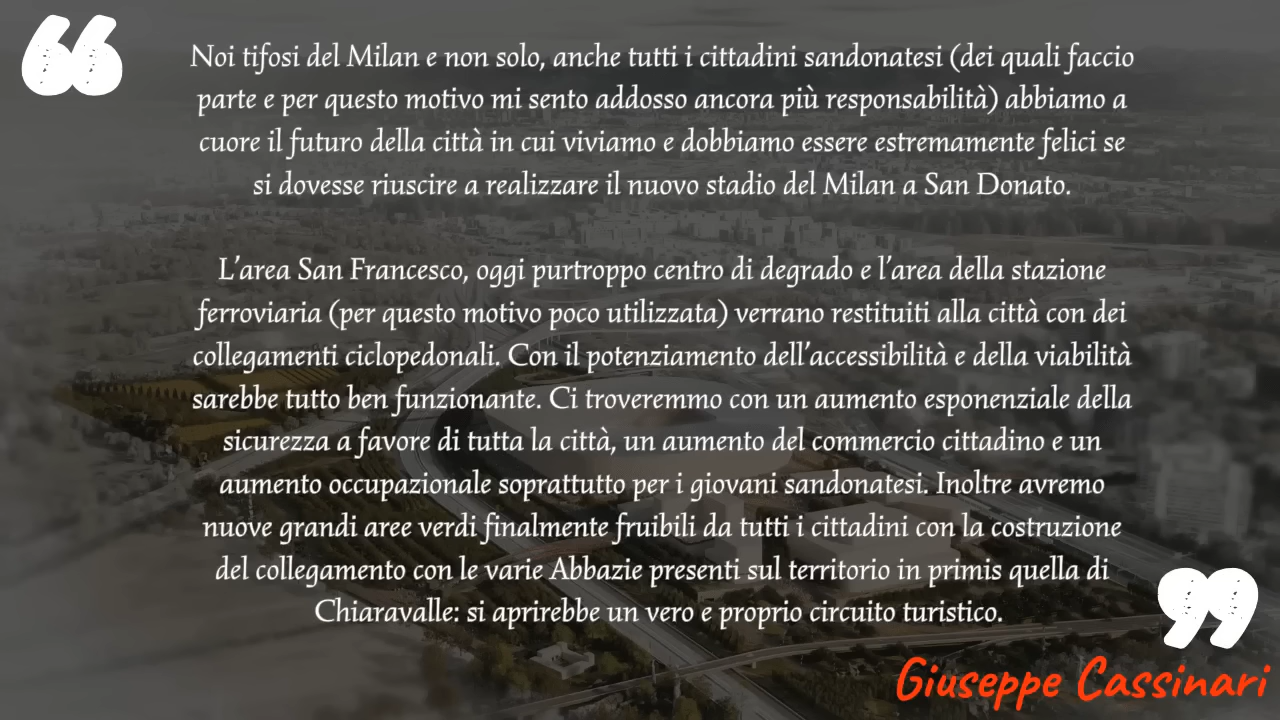 Noi tifosi del Milan e non solo, anche tutti i cittadini sandonatesi (dei quali faccio
parte e per questo motivo mi sento addosso ancora più responsabilità) abbiamo a
cuore il futuro della città in cui viviamo e dobbiamo essere estremamente felici se
si dovesse riuscire a realizzare il nuovo stadio del Milan a San Donato.
L'area San Francesco, oggi purtroppo centro di degrado e l'area della stazione
ferroviaria (per questo motivo poco utilizzata) verrano restituiti alla città con dei
collegamenti ciclopedonali. Con il potenziamento dell'accessibilità e della viabilità
sarebbe tutto ben funzionante. Ci troveremmo con un aumento esponenziale della
sicurezza a favore di tutta la città, un aumento del commercio cittadino e un
aumento occupazionale soprattutto per i giovani sandonatesi. Inoltre avremo
nuove grandi aree verdi finalmente fruibili da tutti i cittadini con la costruzione
del collegamento con le varie Abbazie presenti sul territorio in primis quella di
Chiaravalle: si aprirebbe un vero e proprio circuito turistico.
Giuseppe Cassinari